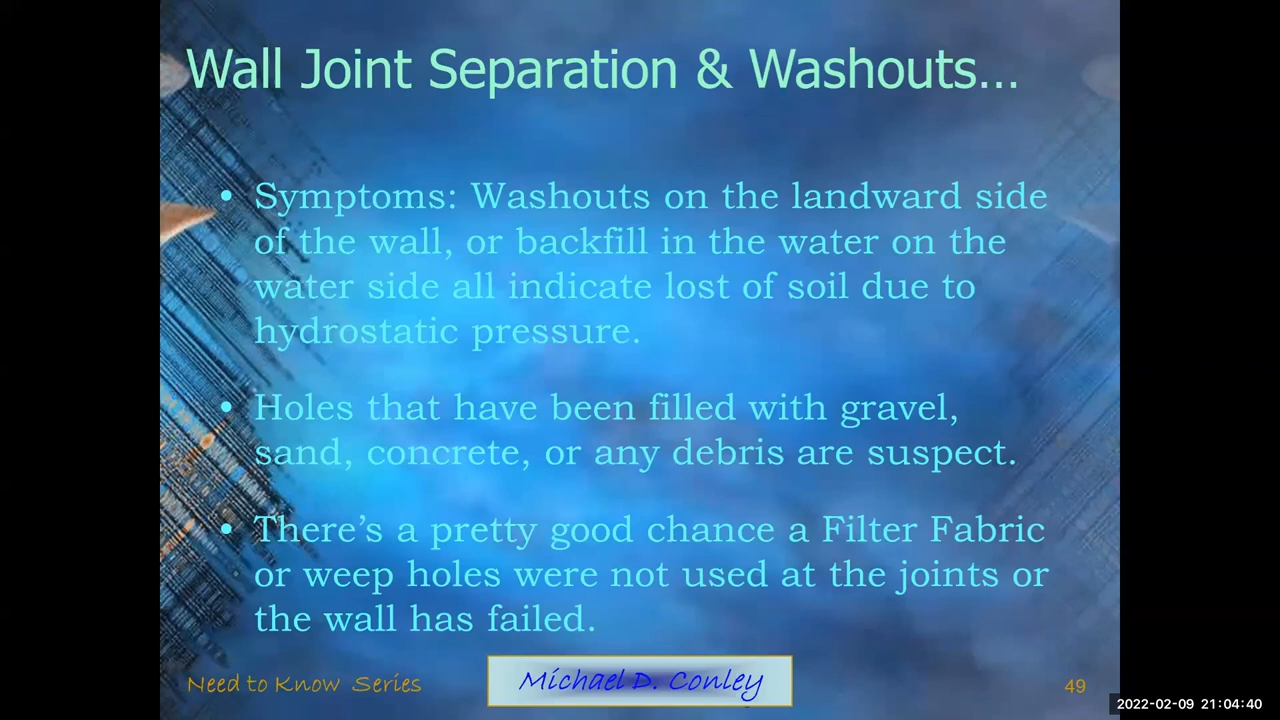 Wall Joint Separation & Washouts...
• Symptoms: Washouts on the landward side
of the wall, or backfill in the water on the
water side all indicate lost of soil due to
hydrostatic pressure.
• Holes that have been filled with gravel,
sand, concrete, or any debris are suspect.
• There's a pretty good chance a Filter Fabric
or weep holes were not used at the joints or
the wall has failed.
Need to Know Series
Michael D. Conley
49
2022-02-09 21:04:40